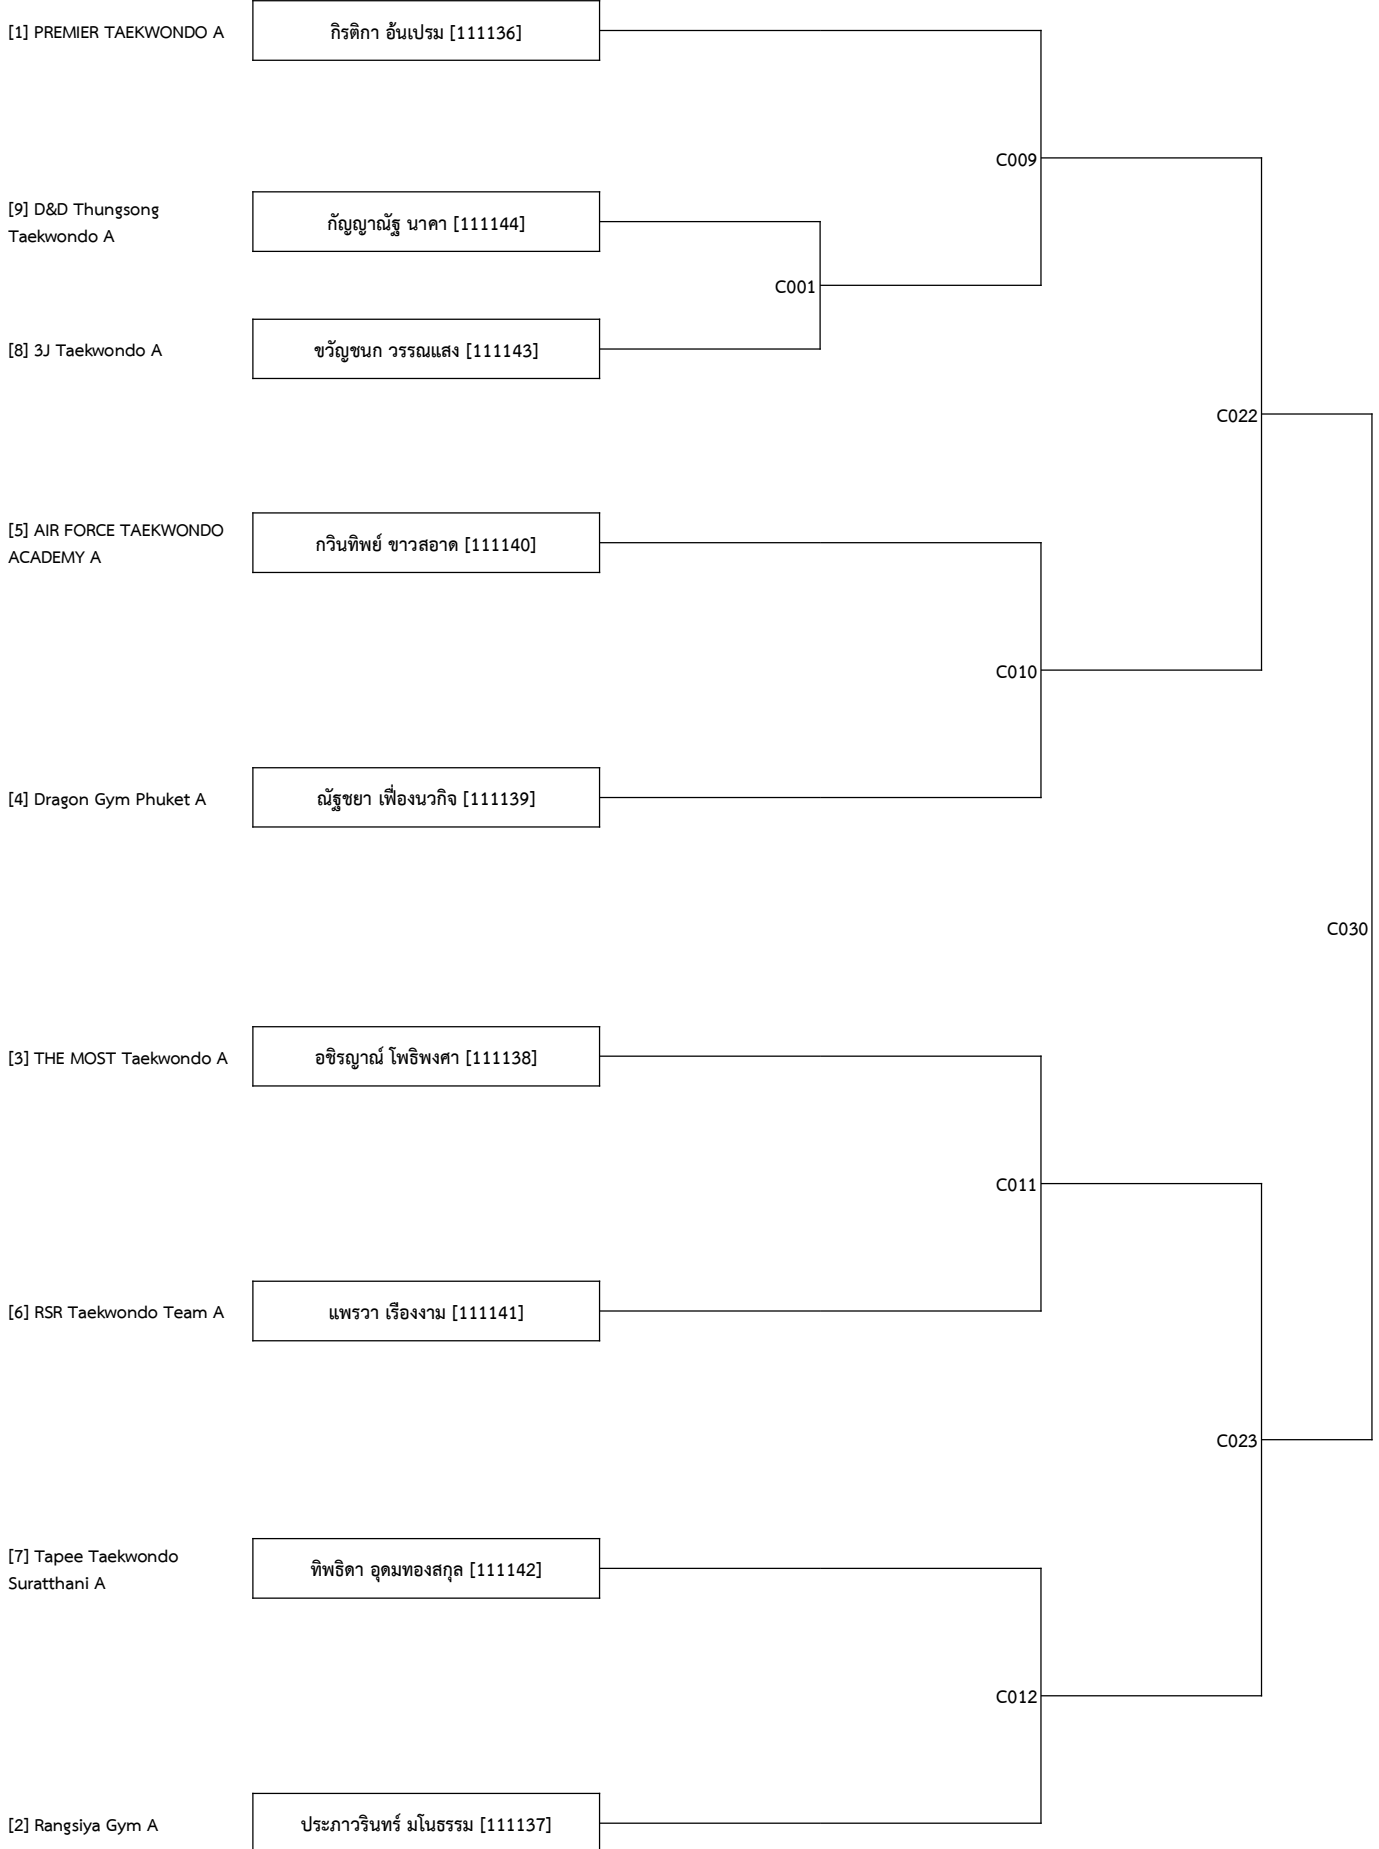 [1] PREMIER TAEKWONDO A
กิรติกา อ้นเปรม [111136]
C009
[9] D&D Thungsong
Taekwondo A
กัญญาณัฐ นาคา [111144]
C001
[8] 3J Taekwondo A
ขวัญชนก วรรณแสง [111143]
C022
[5] AIR FORCE TAEKWONDO
ACADEMY A
กวินทิพย์ ขาวสอาด [111140]
C010
[4] Dragon Gym Phuket A
ณัฐชยา เฟื่องนวกิจ [111139]
C030
[3] THE MOST Taekwondo A
อชิรญาณ์ โพธิพงศา [111138]
C011
[6] RSR Taekwondo Team A
แพรวา เรืองงาม [111141]
C023
[7] Tapee Taekwondo
Suratthani A
ทิพธิดา อุดมทองสกุล [111142]
C012
[2] Rangsiya Gym A
ประภาวรินทร์ มโนธรรม [111137]